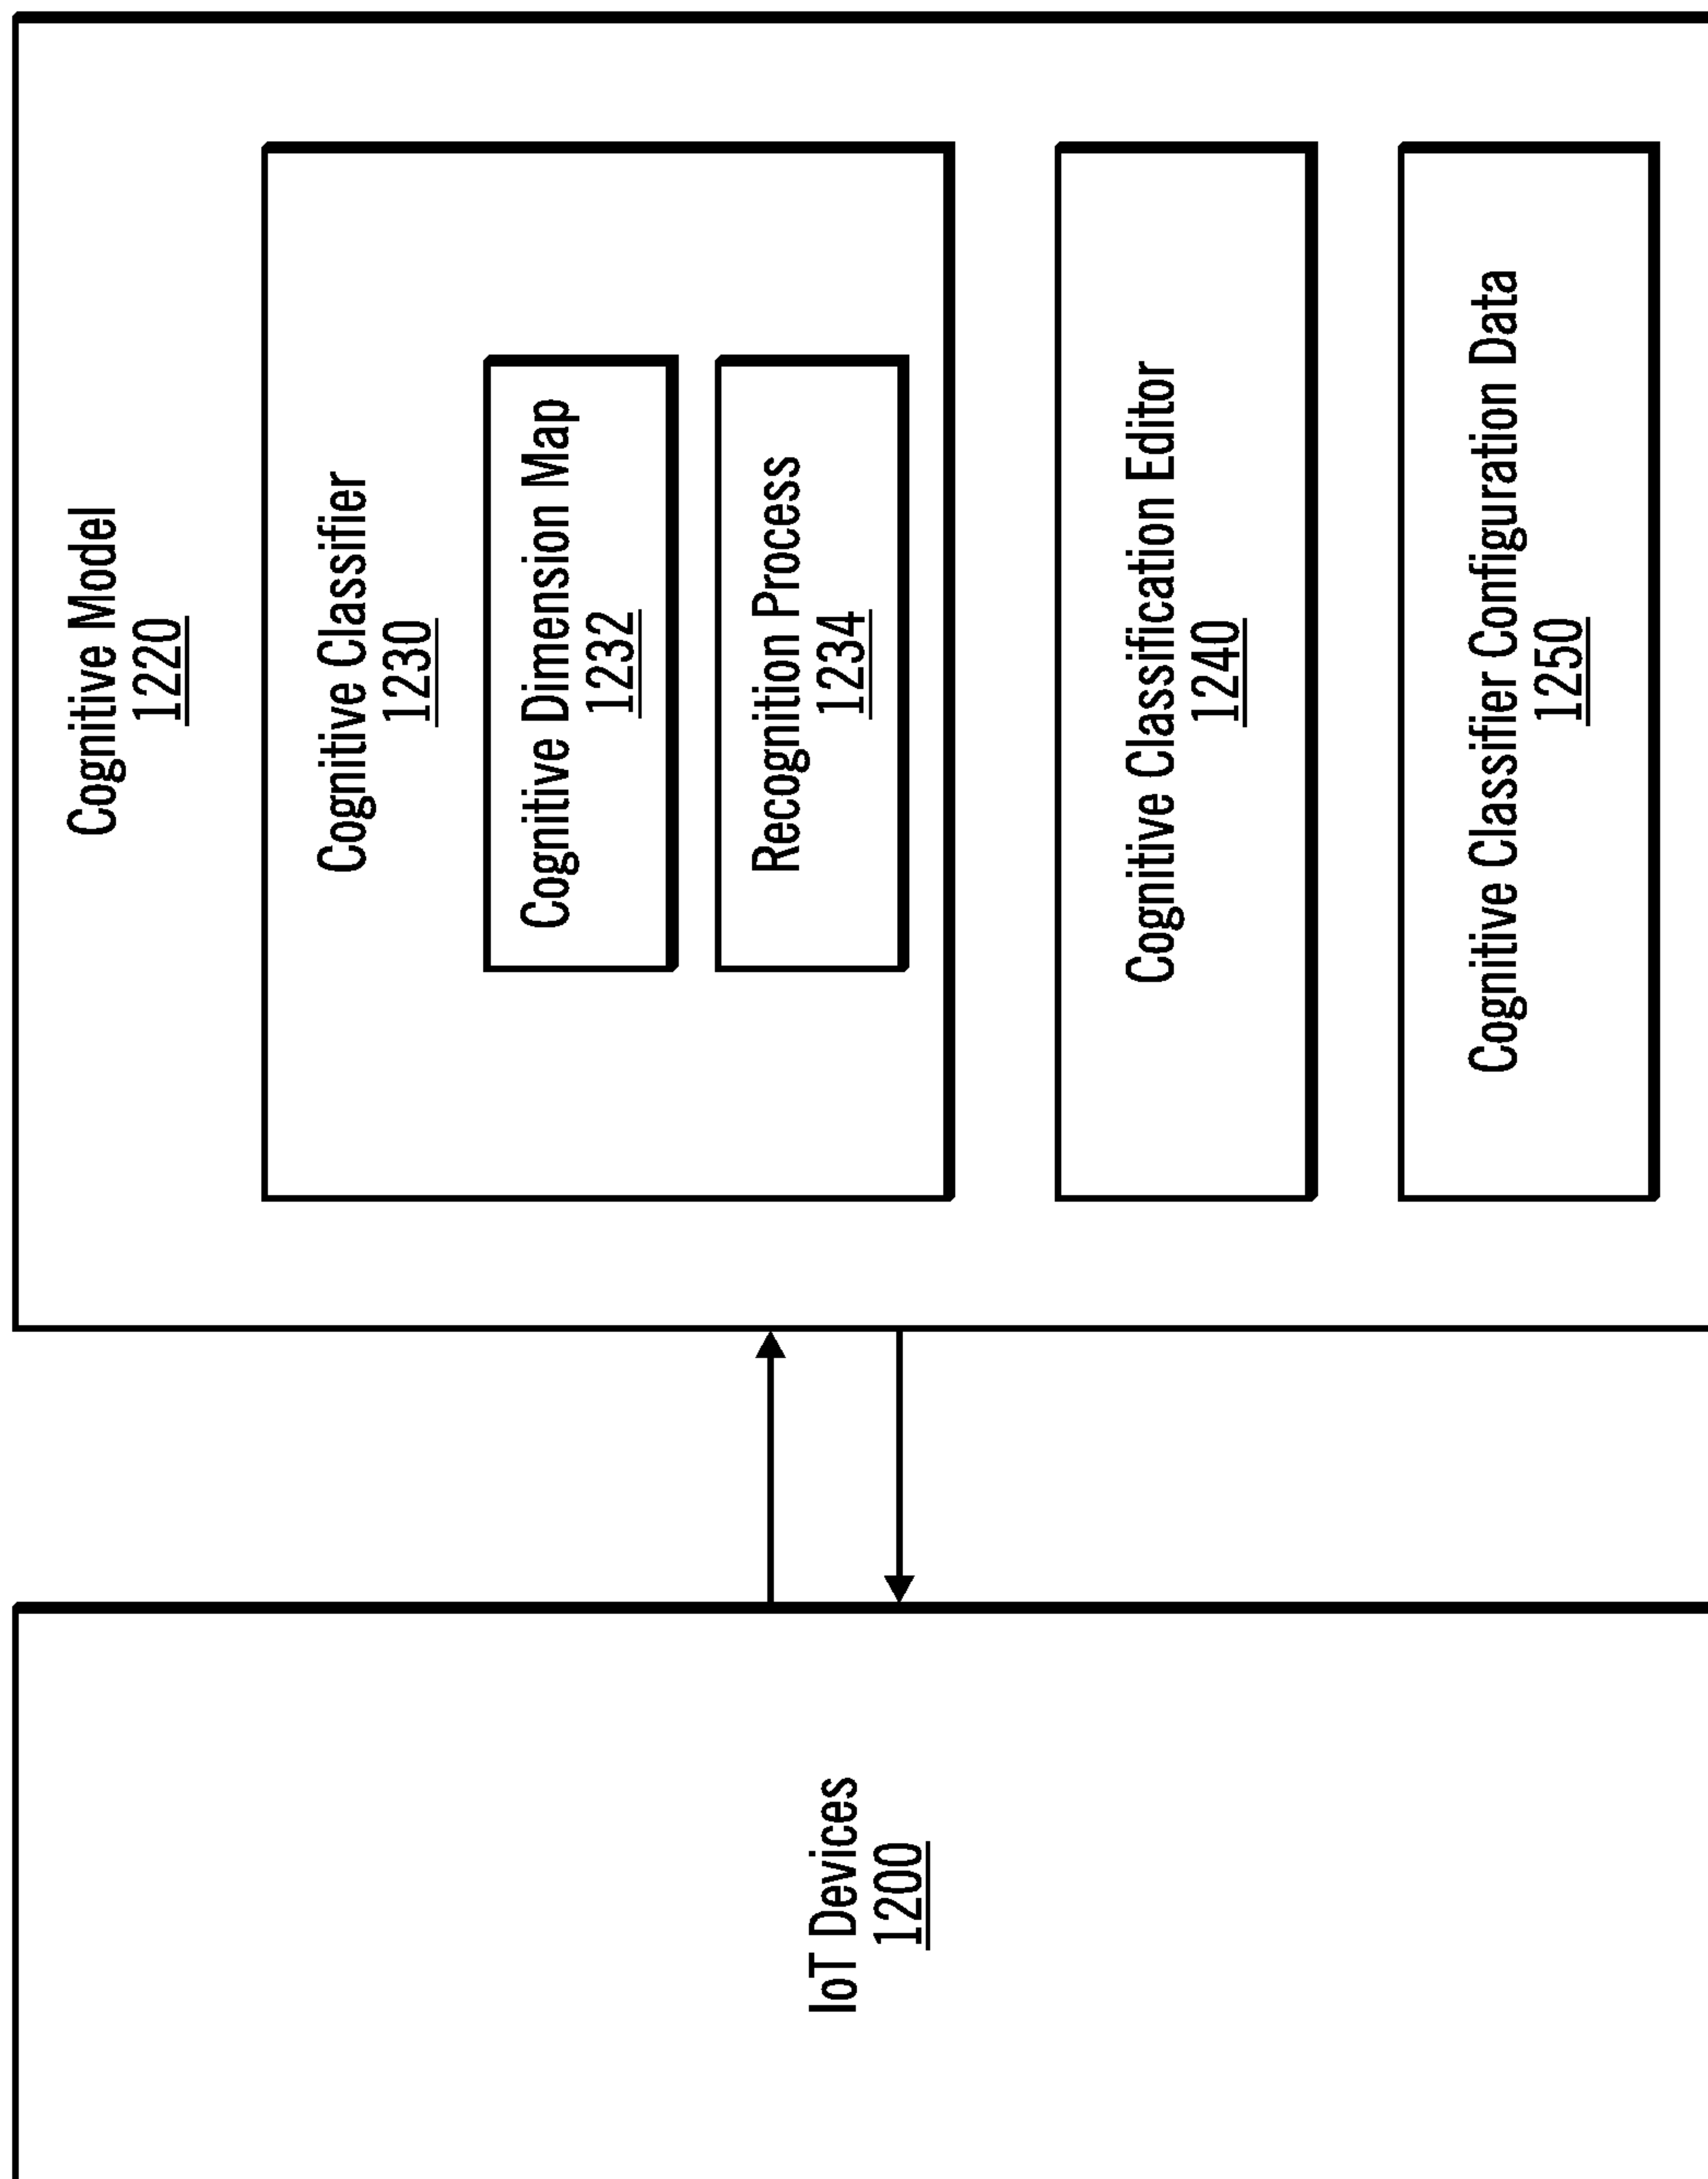 IoT Devices
1200
Cognitive Model
1220
Cognitive Classifier
1230
Cognitive Dimension Map
1232
Recognition Process
1234
Cognitive Classification Editor
1240
Cognitive Classifier Configuration Data
1250